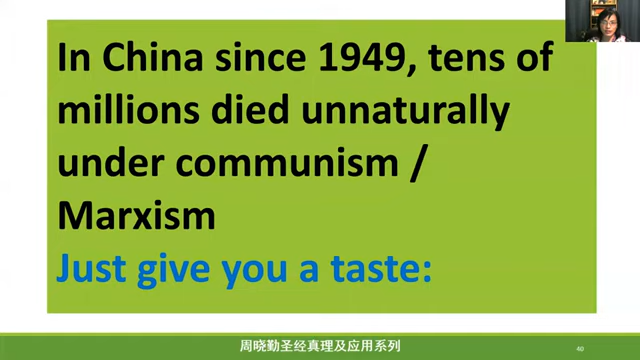 In China since 1949, tens of
millions died unnaturally
under communism /
Marxism
Just give you a taste:
周晓勤圣经真理及应用系列
40